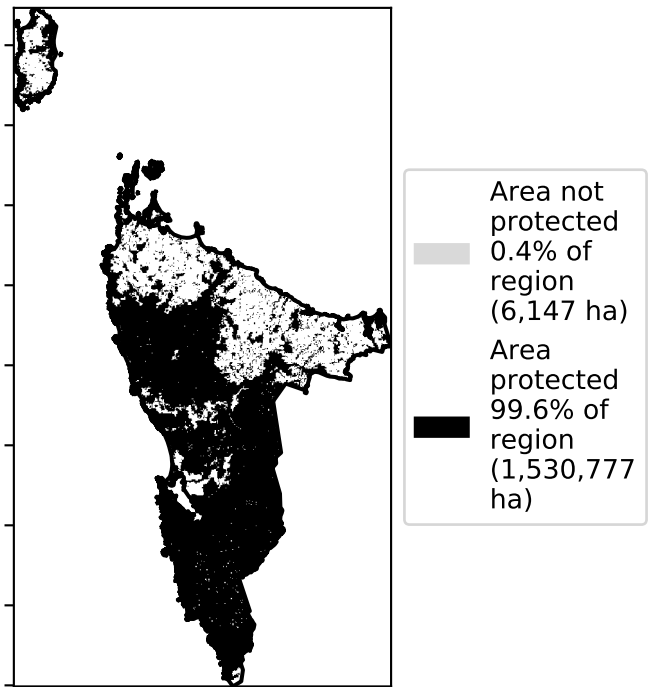 Area not
protected
0.4% of
region
(6,147 ha)
Area
protected
99.6% of
region
(1,530,777
ha)